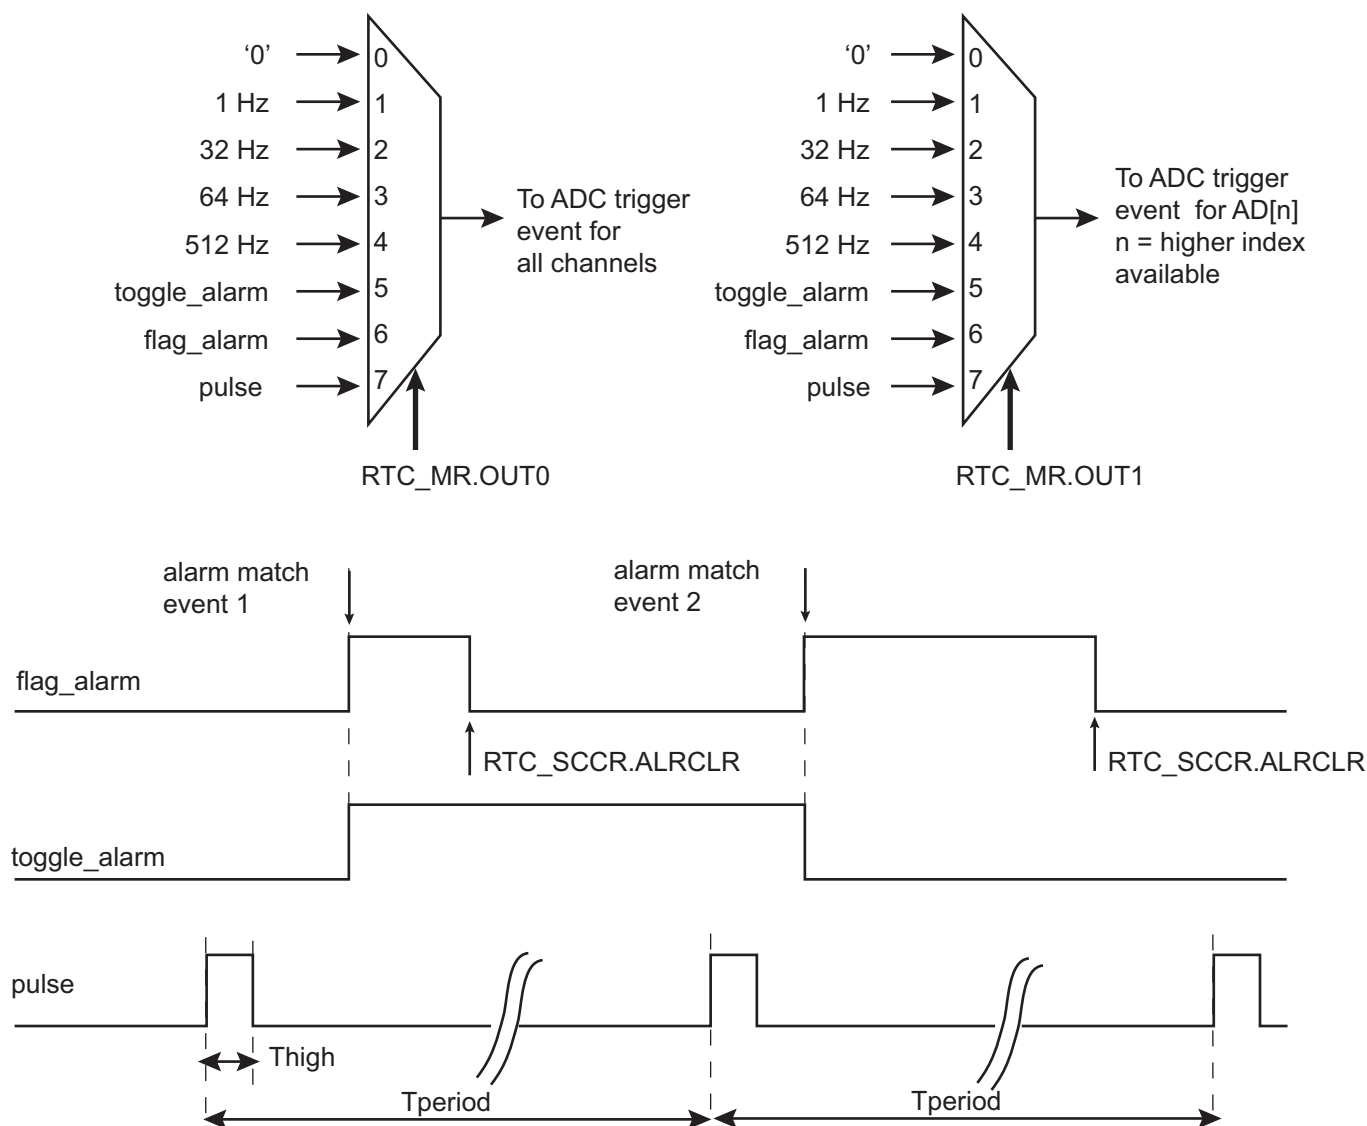 ‘0’
0
1 Hz
1
32 Hz
2
64 Hz
3
512 Hz
4
toggle_alarm
5
flag_alarm
6
pulse
7
To ADC trigger
event for
all channels
RTC_MR.OUT0
‘0’
0
1 Hz
1
32 Hz
2
64 Hz
3
512 Hz
4
toggle_alarm
5
flag_alarm
6
pulse
7
To ADC trigger
event for AD[n]
n = higher index
available
RTC_MR.OUT1
alarm match
event 1
alarm match
event 2
flag_alarm
RTC_SCCR.ALRCLR
RTC_SCCR.ALRCLR
toggle_alarm
pulse
Thigh
Tperiod
Tperiod